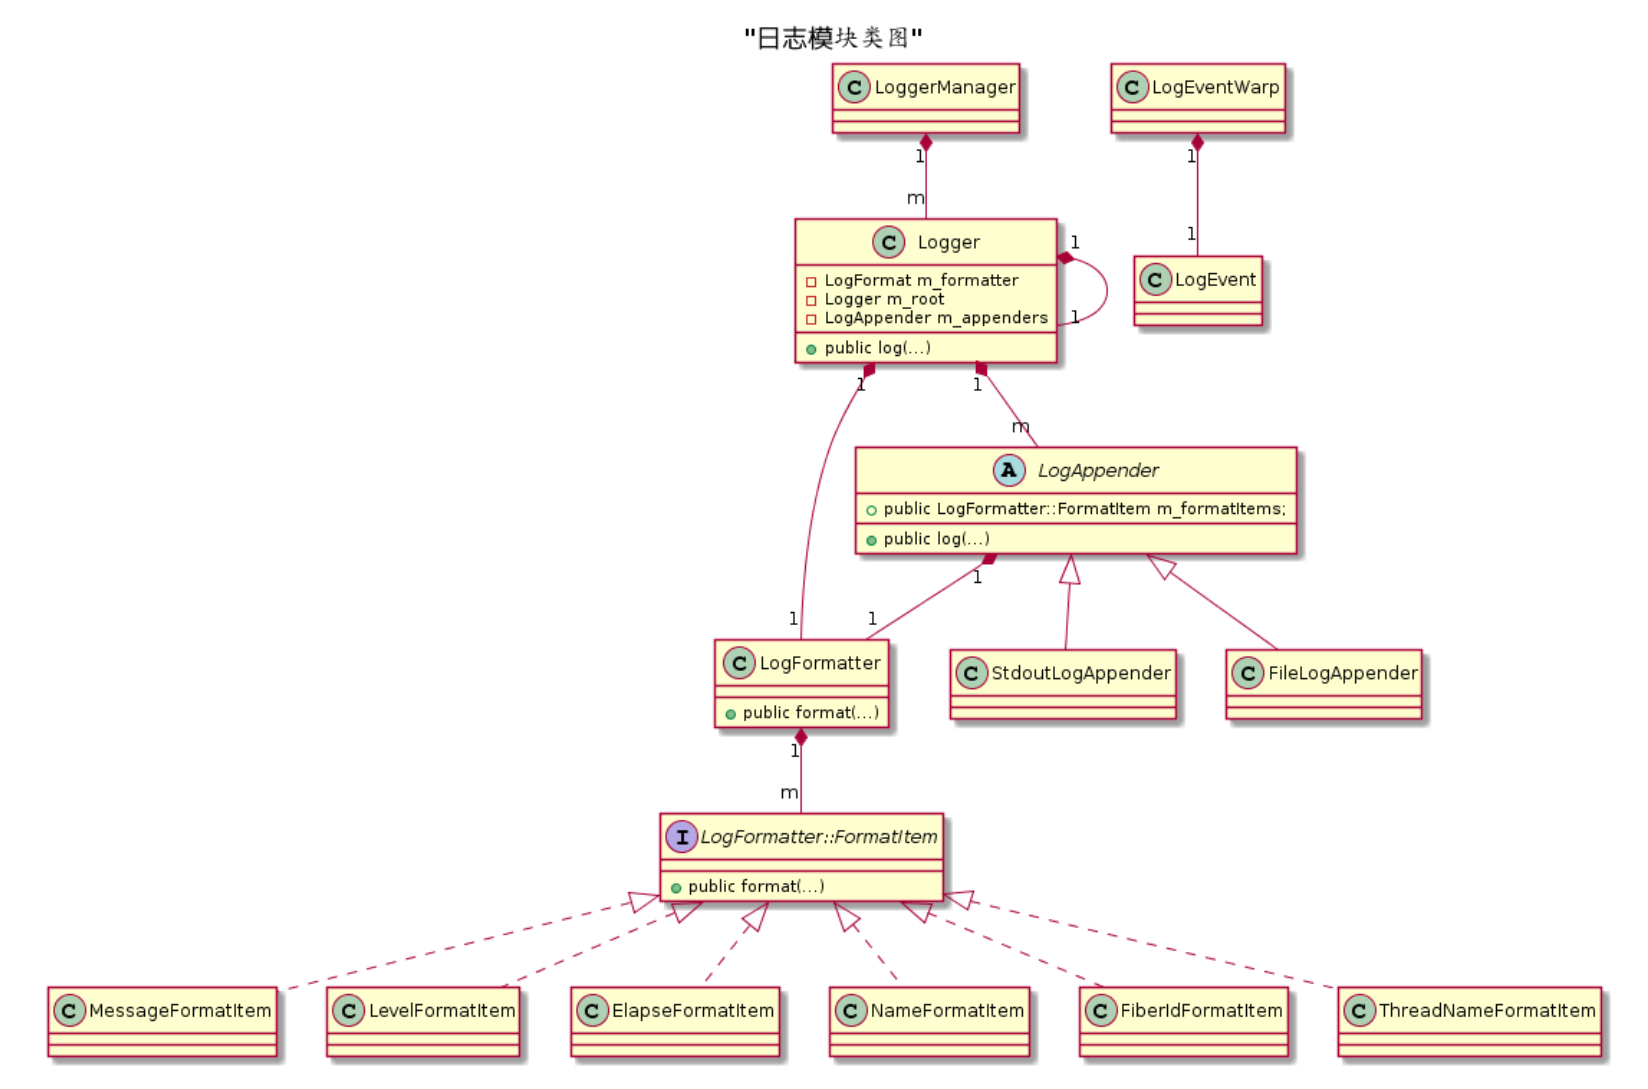 "日志模块类图"
C LoggerManager
C LogEventWarp
1
1
m
1
C Logger
LogFormat m_formatter
Logger m_root
LogAppender m_appenders
public log(...)
1
1
C LogEvent
1
1
m
A LogAppender
public LogFormatter::FormatItem m_formatItems;
public log(...)
1
1
1
C LogFormatter
public format(...)
C StdoutLogAppender
C FileLogAppender
1
m
I LogFormatter::FormatItem
public format(...)
C MessageFormatItem
C LevelFormatItem
C ElapseFormatItem
C NameFormatItem
C FiberIdFormatItem
C ThreadNameFormatItem